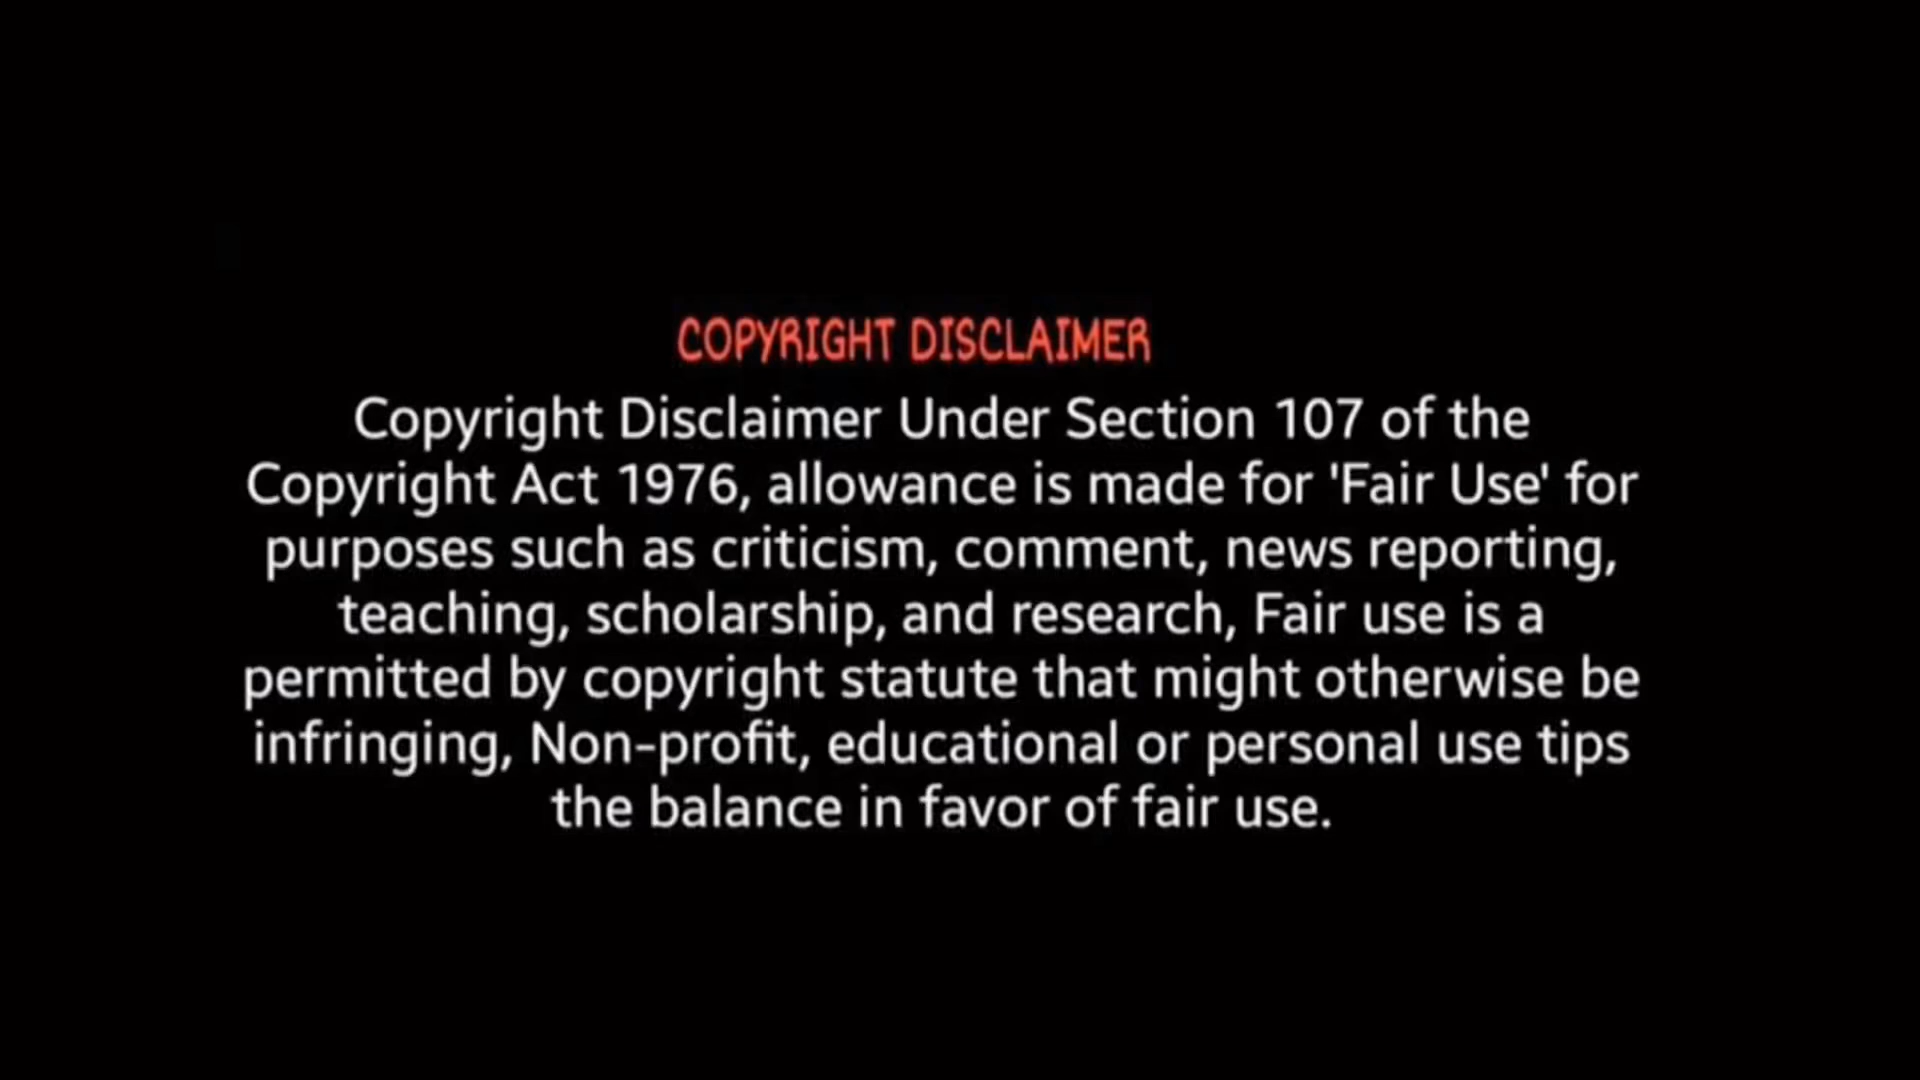 COPYRIGHT DISCLAIMER
Copyright Disclaimer Under Section 107 of the
Copyright Act 1976, allowance is made for 'Fair Use' for
purposes such as criticism, comment, news reporting,
teaching, scholarship, and research, Fair use is a
permitted by copyright statute that might otherwise be
infringing, Non-profit, educational or personal use tips
the balance in favor of fair use.